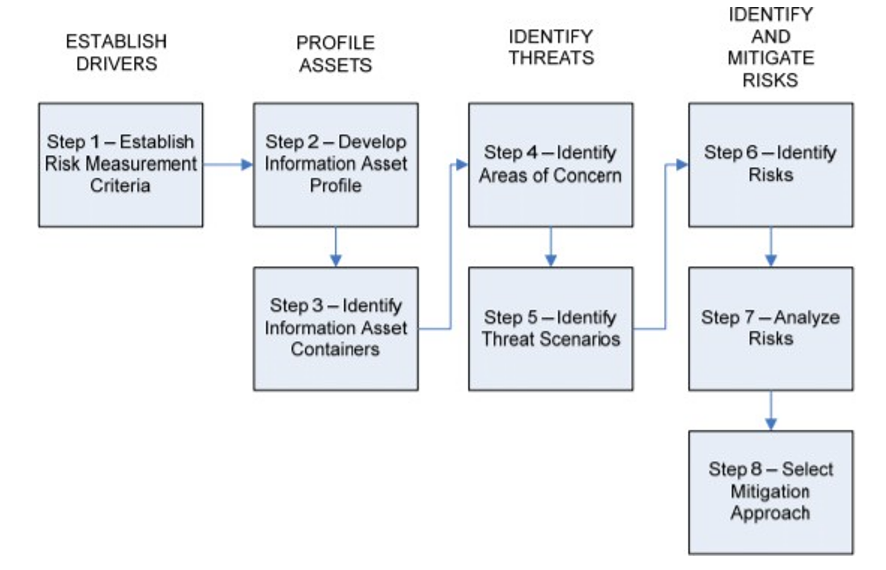 ESTABLISH
DRIVERS
PROFILE
ASSETS
IDENTIFY
THREATS
IDENTIFY
AND
MITIGATE
RISKS
Step 1 – Establish
Risk Measurement
Criteria
Step 2 – Develop
Information Asset
Profile
Step 3 – Identify
Information Asset
Containers
Step 4 – Identify
Areas of Concern
Step 5 – Identify
Threat Scenarios
Step 6 – Identify
Risks
Step 7 – Analyze
Risks
Step 8 – Select
Mitigation
Approach